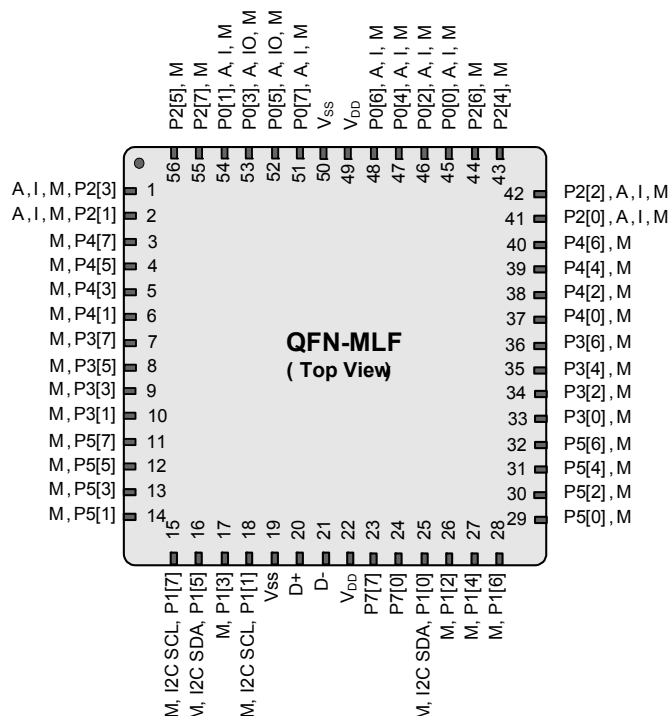 P2[5], M
P2[7], M
P0[1], A, I, M
P0[3], A, IO, M
P0[5], A, IO, M
P0[7], A, I, M
VSS
VDD
P0[6], A, I, M
P0[4], A, I, M
P0[2], A, I, M
P0[0], A, I, M
P2[6], M
P2[4], M
56
55
54
53
52
51
50
49
48
47
46
45
44
43
A, I, M, P2[3] 1
A, I, M, P2[1] 2
M, P4[7] 3
M, P4[5] 4
M, P4[3] 5
M, P4[1] 6
M, P3[7] 7
M, P3[5] 8
M, P3[3] 9
M, P3[1] 10
M, P5[7] 11
M, P5[5] 12
M, P5[3] 13
M, P5[1] 14
QFN-MLF
( Top View)
42 P2[2], A, I, M
41 P2[0], A, I, M
40 P4[6], M
39 P4[4], M
38 P4[2], M
37 P4[0], M
36 P3[6], M
35 P3[4], M
34 P3[2], M
33 P3[0], M
32 P5[6], M
31 P5[4], M
30 P5[2], M
29 P5[0], M
15
16
17
18
19
20
21
22
23
24
25
26
27
28
M, I2C SCL, P1[7]
M, I2C SDA, P1[5]
M, P1[3]
M, I2C SCL, P1[1]
Vss
D+
D-
VDD
P7[7]
P7[0]
M, I2C SDA, P1[0]
M, P1[2]
M, P1[4]
M, P1[6]